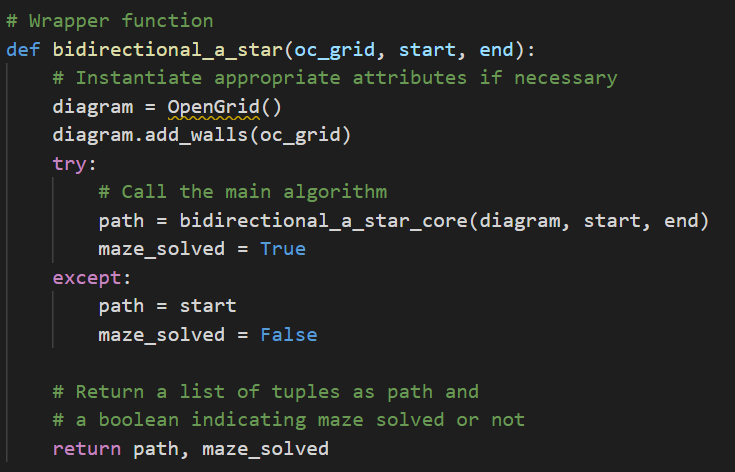 # Wrapper function
def bidirectional_a_star(oc_grid, start, end):
    # Instantiate appropriate attributes if necessary
    diagram = OpenGrid()
    diagram.add_walls(oc_grid)
    try:
        # Call the main algorithm
        path = bidirectional_a_star_core(diagram, start, end)
        maze_solved = True
    except:
        path = start
        maze_solved = False
    # Return a list of tuples as path and
    # a boolean indicating maze solved or not
    return path, maze_solved